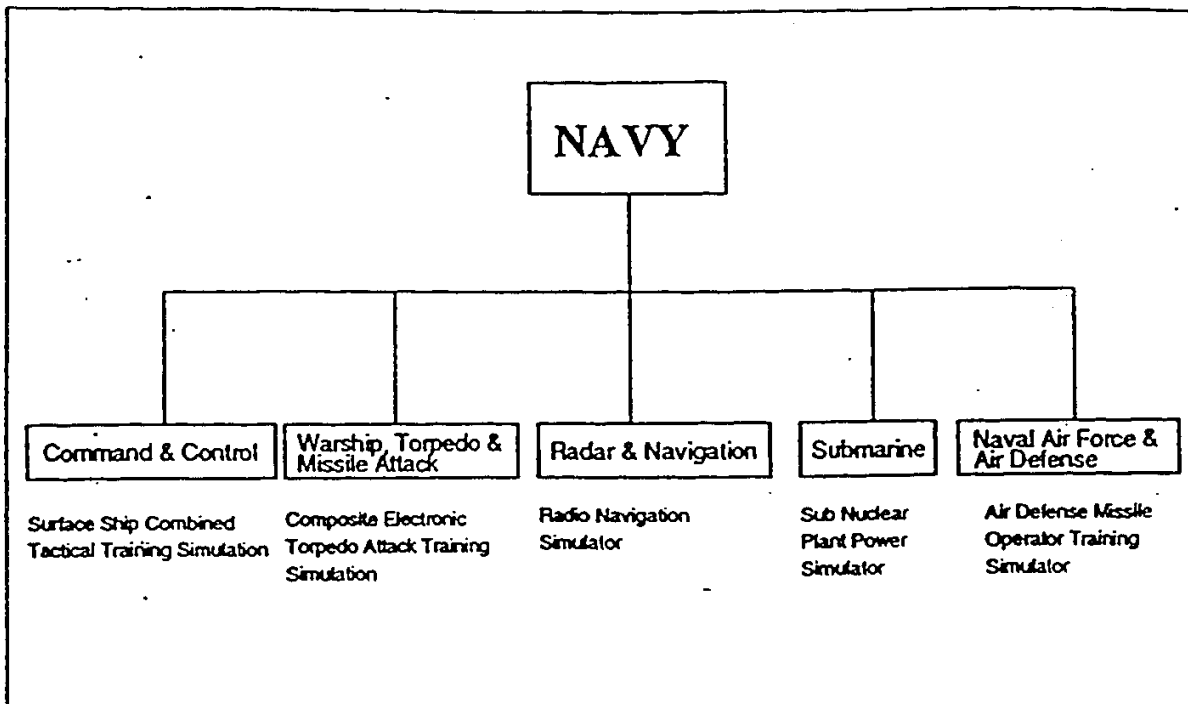 NAVY
Command & Control
Warship, Torpedo &
Missile Attack
Radar & Navigation
Submarine
Naval Air Force &
Air Defense
Surface Ship Combined
Tactical Training Simulation
Composite Electronic
Torpedo Attack Training
Simulation
Radio Navigation
Simulator
Sub Nuclear
Plant Power
Simulator
Air Defense Missile
Operator Training
Simulator